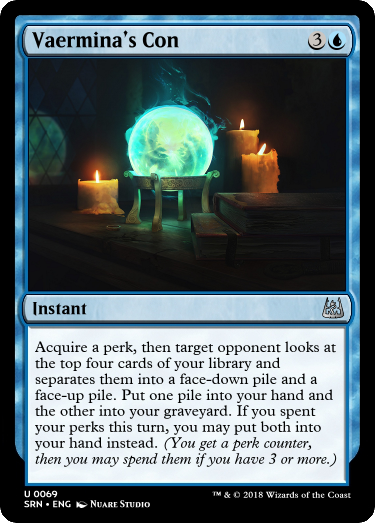 Vaermina's Con 3
Instant
Acquire a perk, then target opponent looks at
the top four cards of your library and
separates them into a face-down pile and a
face-up pile. Put one pile into your hand and
the other into your graveyard. If you spent
your perks this turn, you may put both into
your hand instead. (You get a perk counter,
then you may spend them if you have 3 or more.)
U 0069
SRN • ENG Nuare Studio
™ & © 2018 Wizards of the Coast